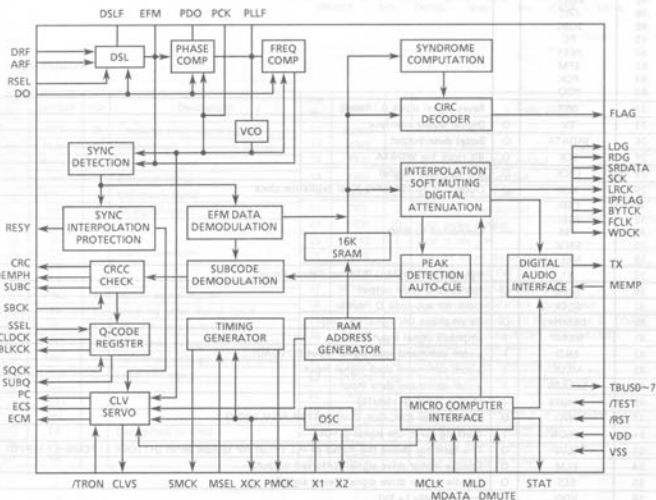 DSLF EFM PDO PCK PLLF
DRF
ARF
RSEL
DO
DSL
PHASE
COMP
FREQ
COMP
VCO
SYNDROME
COMPUTATION
CIRC
DECODER
FLAG
LDG
RDG
SRDATA
SCK
LRCK
IPFLAG
BYTCK
FCLK
WDCK
SYNC
DETECTION
INTERPOLATION
SOFT MUTING
DIGITAL
ATTENUATION
SYNC
INTERPOLATION
PROTECTION
RESY
EFM DATA
DEMODULATION
16K
SRAM
SUBCODE
DEMODULATION
PEAK
DETECTION
AUTO-CUE
DIGITAL
AUDIO
INTERFACE
TX
MEMP
CRC
DEMPH
SUBC
SBCK
CRCC
CHECK
SSEL
CLDCK
BLKCK
SQCK
SUBQ
Q-CODE
REGISTER
TIMING
GENERATOR
RAM
ADDRESS
GENERATOR
PC
ECS
ECM
CLV
SERVO
OSC
MICRO COMPUTER
INTERFACE
TBUS0~7
/TEST
/RST
VDD
VSS
/TRON CLVS SMCK MSEL XCK PMCK X1 X2 MCLK MLD STAT
MDATA DMUTE